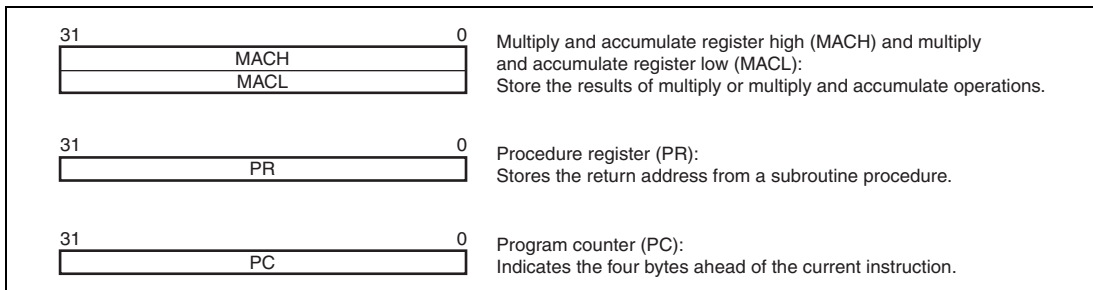 31 0
MACH
MACL
Multiply and accumulate register high (MACH) and multiply
and accumulate register low (MACL):
Store the results of multiply or multiply and accumulate operations.
31 0
PR
Procedure register (PR):
Stores the return address from a subroutine procedure.
31 0
PC
Program counter (PC):
Indicates the four bytes ahead of the current instruction.